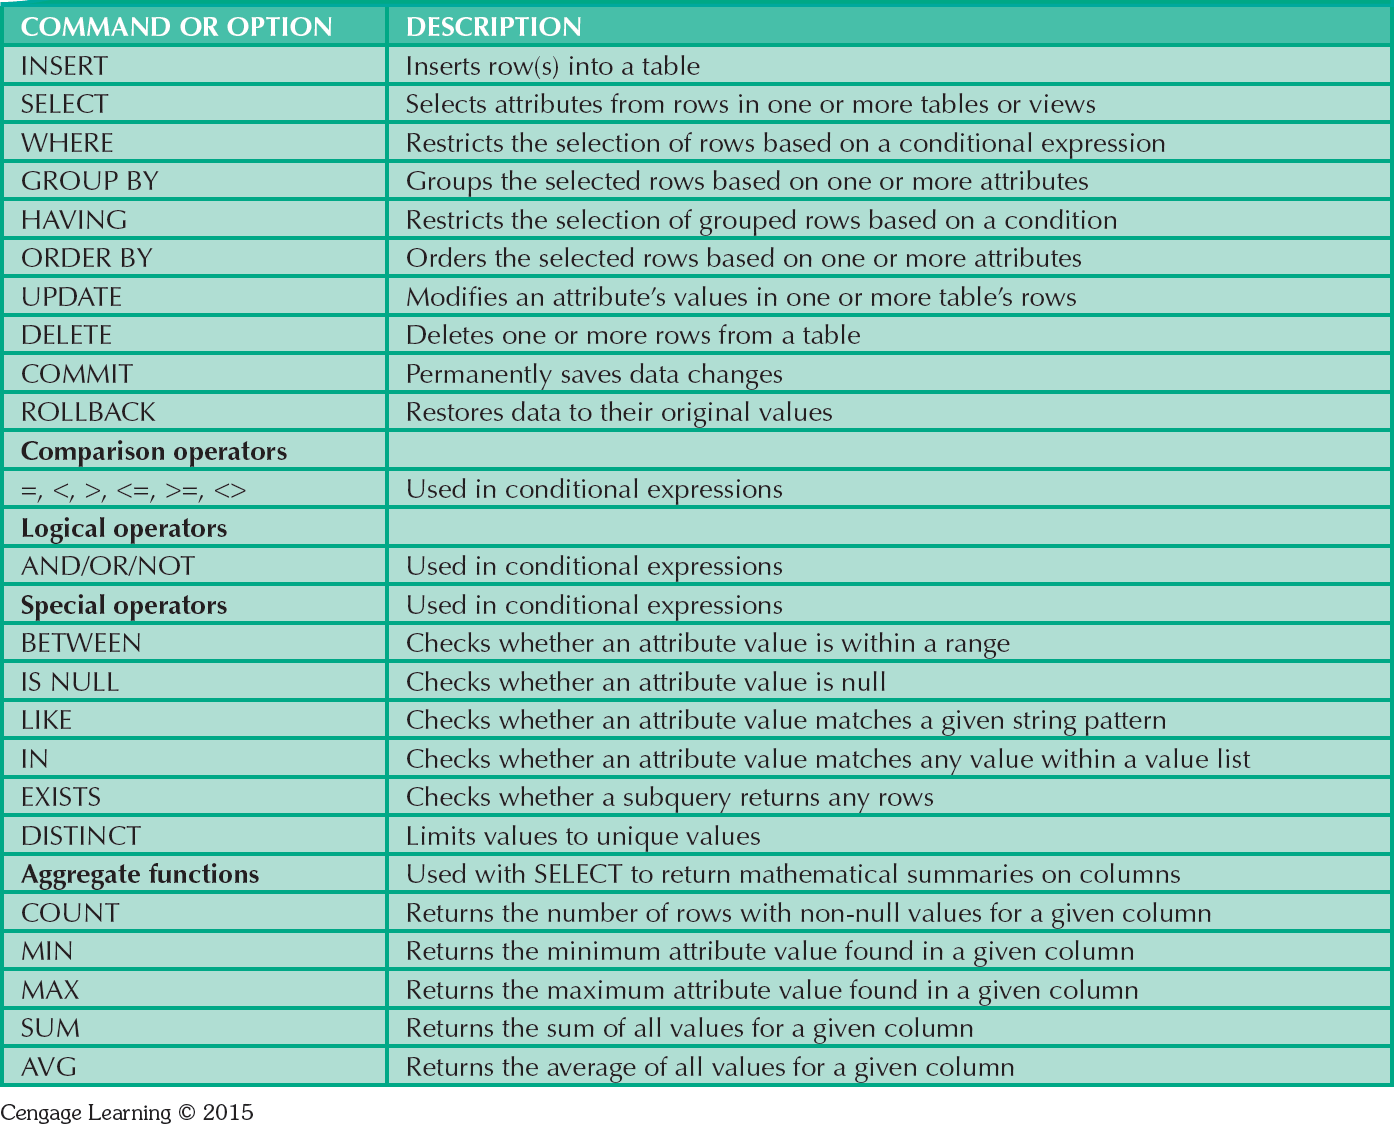 COMMAND OR OPTION DESCRIPTION
INSERT Inserts row(s) into a table
SELECT Selects attributes from rows in one or more tables or views
WHERE Restricts the selection of rows based on a conditional expression
GROUP BY Groups the selected rows based on one or more attributes
HAVING Restricts the selection of grouped rows based on a condition
ORDER BY Orders the selected rows based on one or more attributes
UPDATE Modifies an attribute’s values in one or more table’s rows
DELETE Deletes one or more rows from a table
COMMIT Permanently saves data changes
ROLLBACK Restores data to their original values
Comparison operators
=, <, >, <=, >=, <> Used in conditional expressions
Logical operators
AND/OR/NOT Used in conditional expressions
Special operators Used in conditional expressions
BETWEEN Checks whether an attribute value is within a range
IS NULL Checks whether an attribute value is null
LIKE Checks whether an attribute value matches a given string pattern
IN Checks whether an attribute value matches any value within a value list
EXISTS Checks whether a subquery returns any rows
DISTINCT Limits values to unique values
Aggregate functions Used with SELECT to return mathematical summaries on columns
COUNT Returns the number of rows with non-null values for a given column
MIN Returns the minimum attribute value found in a given column
MAX Returns the maximum attribute value found in a given column
SUM Returns the sum of all values for a given column
AVG Returns the average of all values for a given column
Cengage Learning © 2015